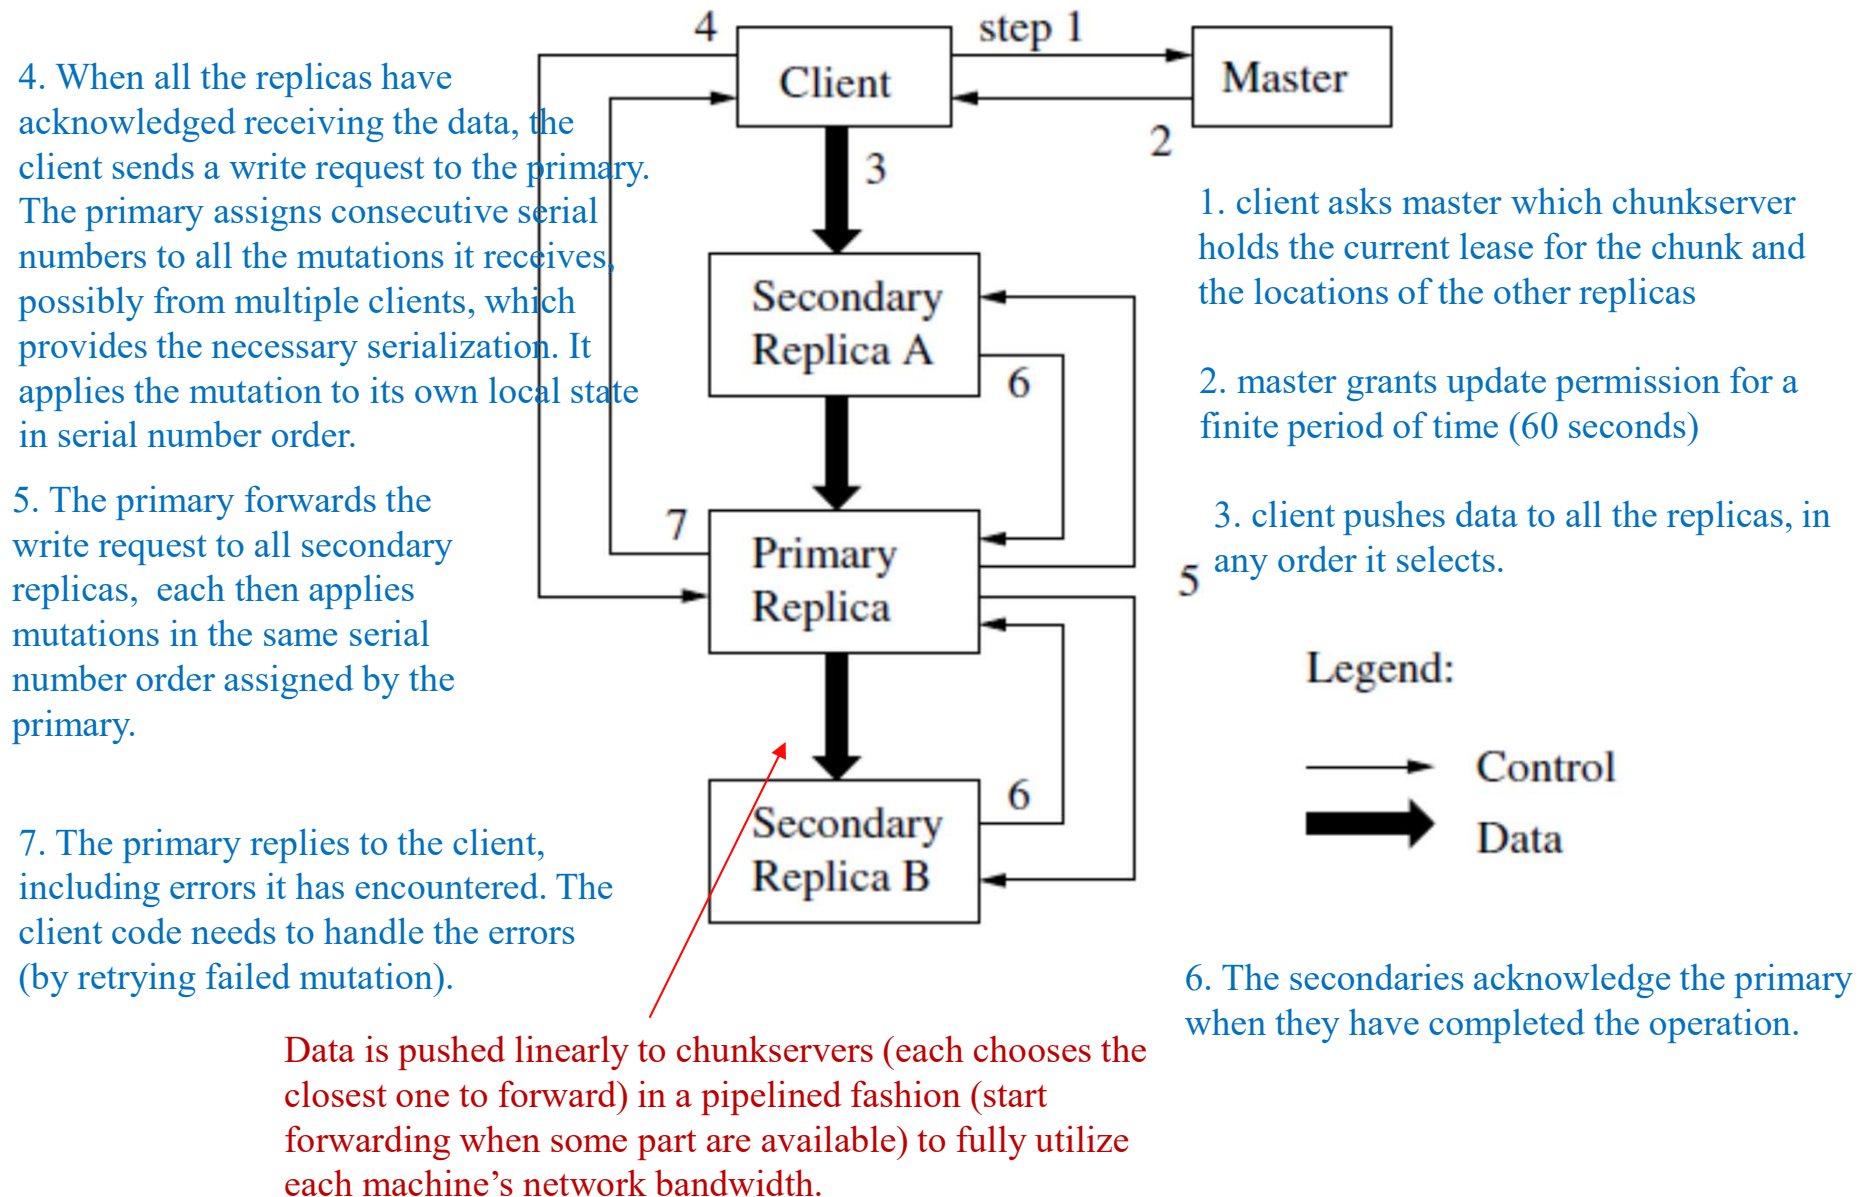 4
step 1
Client
Master
2
3
4. When all the replicas have
acknowledged receiving the data, the
client sends a write request to the primary.
The primary assigns consecutive serial
numbers to all the mutations it receives,
possibly from multiple clients, which
provides the necessary serialization. It
applies the mutation to its own local state
in serial number order.
1. client asks master which chunkserver
holds the current lease for the chunk and
the locations of the other replicas
2. master grants update permission for a
finite period of time (60 seconds)
3. client pushes data to all the replicas, in
any order it selects.
Secondary
Replica A
6
5. The primary forwards the
write request to all secondary
replicas,  each then applies
mutations in the same serial
number order assigned by the
primary.
7
Primary
Replica
5
Legend:
Control
Data
6
Secondary
Replica B
7. The primary replies to the client,
including errors it has encountered. The
client code needs to handle the errors
(by retrying failed mutation).
6. The secondaries acknowledge the primary
when they have completed the operation.
Data is pushed linearly to chunkservers (each chooses the
closest one to forward) in a pipelined fashion (start
forwarding when some part are available) to fully utilize
each machine’s network bandwidth.